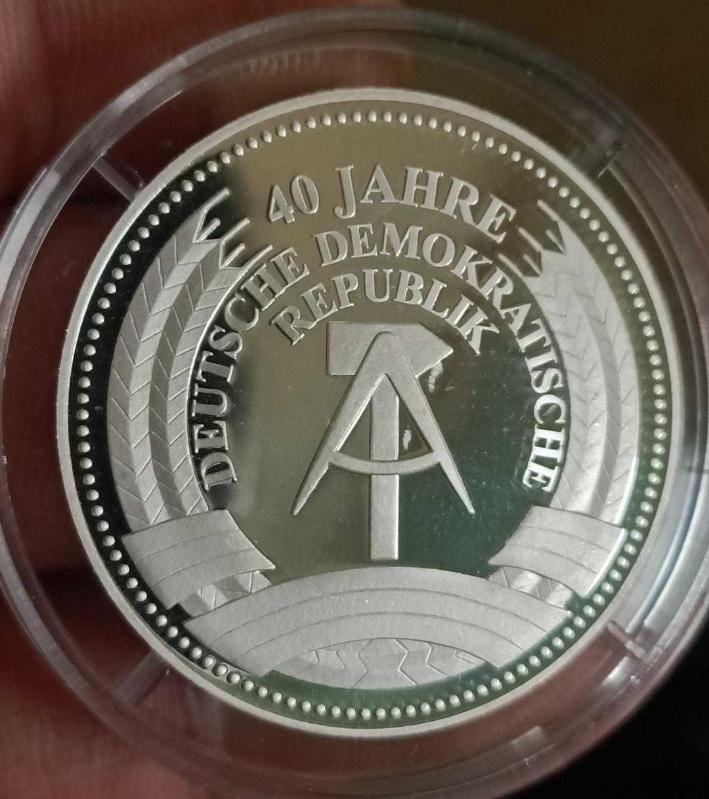 40 JAHRE
DEUTSCHE DEMOKRATISCHE
REPUBLIK